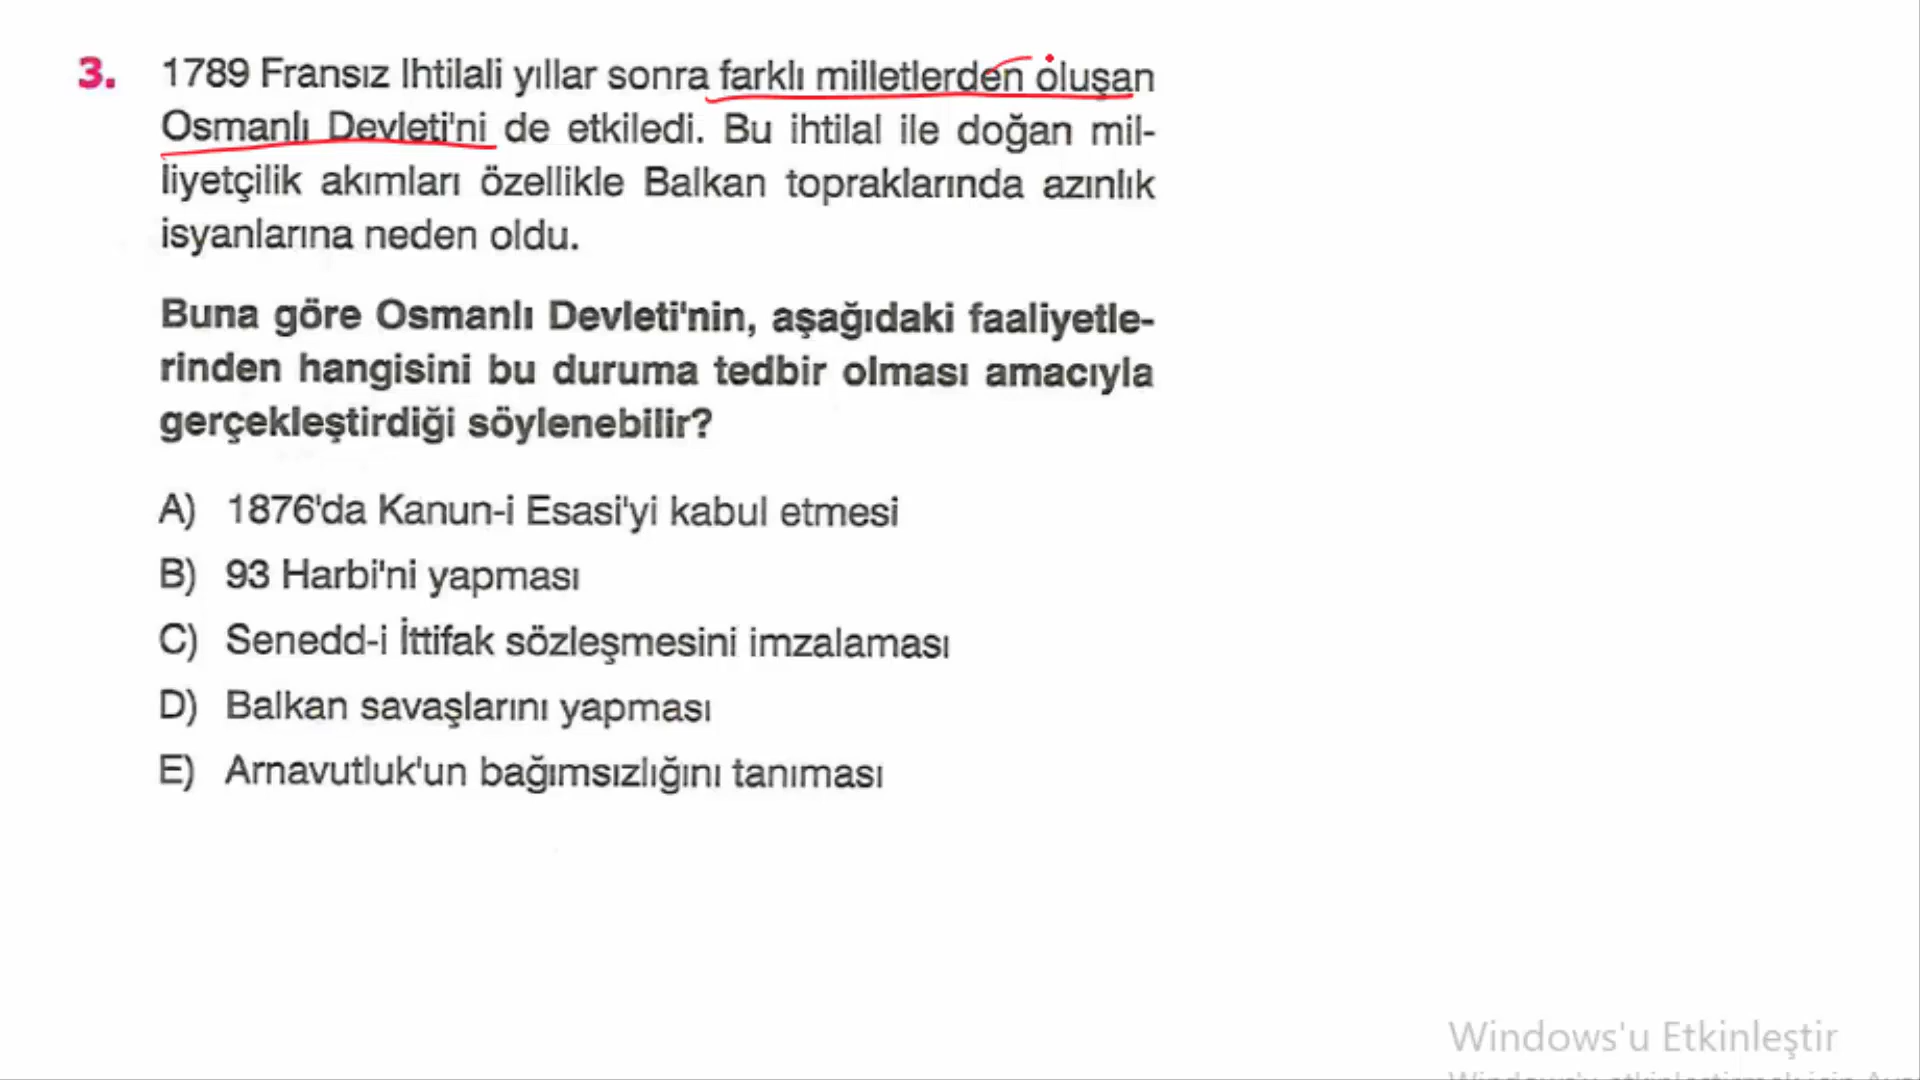 3. 1789 Fransız Ihtilali yıllar sonra farklı milletlerden oluşan
Osmanlı Devleti'ni de etkiledi. Bu ihtilal ile doğan mil-
liyetçilik akımları özellikle Balkan topraklarında azınlık
isyanlarına neden oldu.
Buna göre Osmanlı Devleti'nin, aşağıdaki faaliyetle-
rinden hangisini bu duruma tedbir olması amacıyla
gerçekleştirdiği söylenebilir?
A) 1876'da Kanun-i Esasi'yi kabul etmesi
B) 93 Harbi'ni yapması
C) Senedd-i İttifak sözleşmesini imzalaması
D) Balkan savaşlarını yapması
E) Arnavutluk'un bağımsızlığını tanıması
Windows'u Etkinleştir